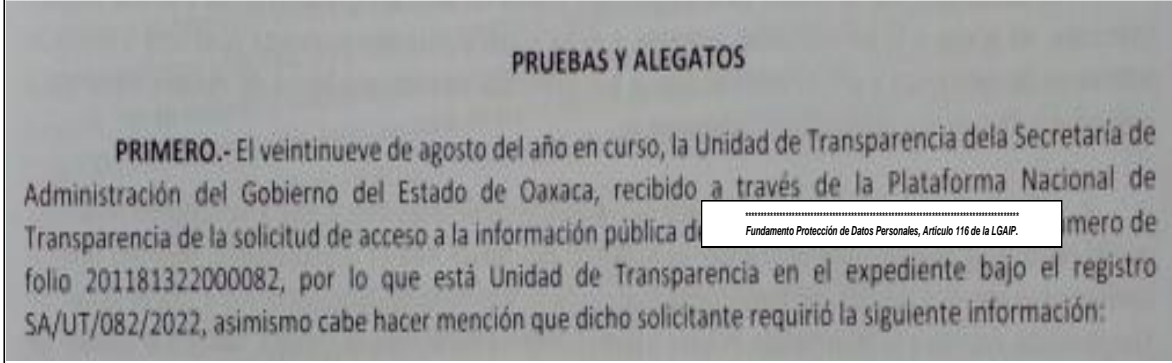 PRUEBAS Y ALEGATOS
PRIMERO.- El veintinueve de agosto del año en curso, la Unidad de Transparencia dela Secretaría de
Administración del Gobierno del Estado de Oaxaca, recibido a través de la Plataforma Nacional de
Transparencia de la solicitud de acceso a la información pública de
Fundamento Protección de Datos Personales, Artículo 116 de la LGAIP.
mero de
folio 201181322000082, por lo que está Unidad de Transparencia en el expediente bajo el registro
SA/UT/082/2022, asimismo cabe hacer mención que dicho solicitante requirió la siguiente información: